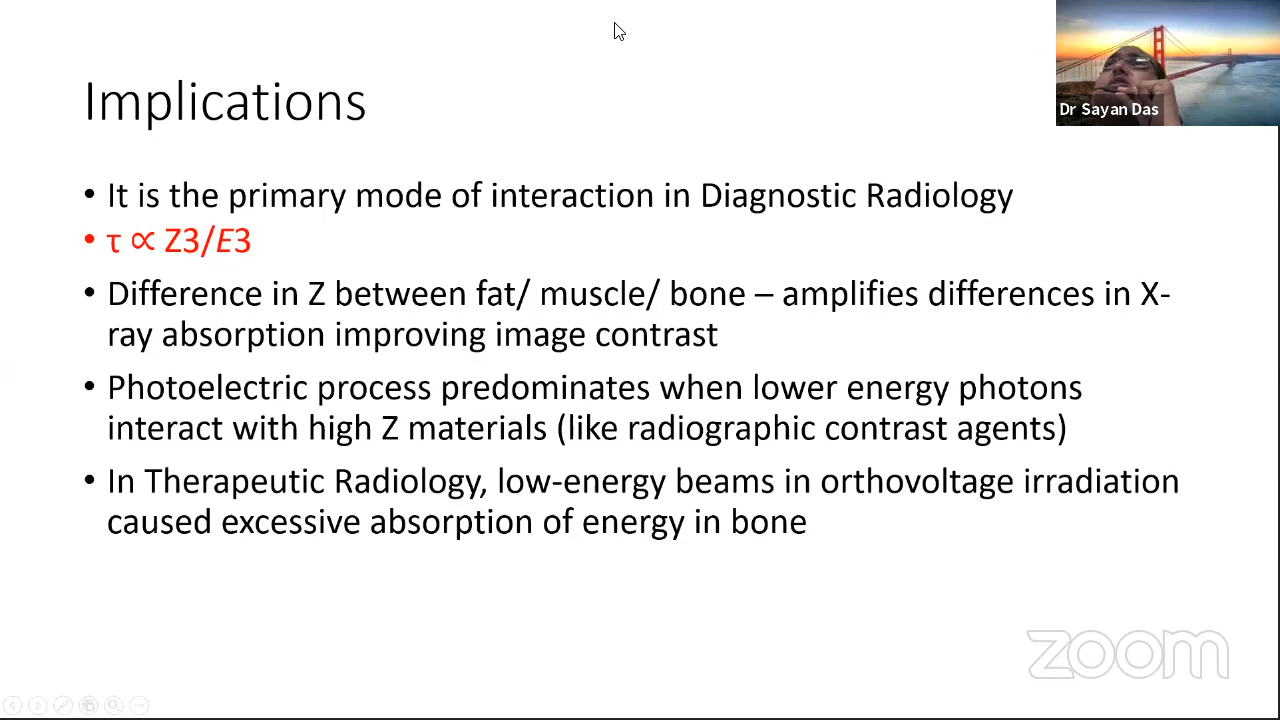 Dr Sayan Das
Implications
• It is the primary mode of interaction in Diagnostic Radiology
• τ ∝ Z3/E3
• Difference in Z between fat/ muscle/ bone – amplifies differences in X-
ray absorption improving image contrast
• Photoelectric process predominates when lower energy photons
interact with high Z materials (like radiographic contrast agents)
• In Therapeutic Radiology, low-energy beams in orthovoltage irradiation
caused excessive absorption of energy in bone
zoom